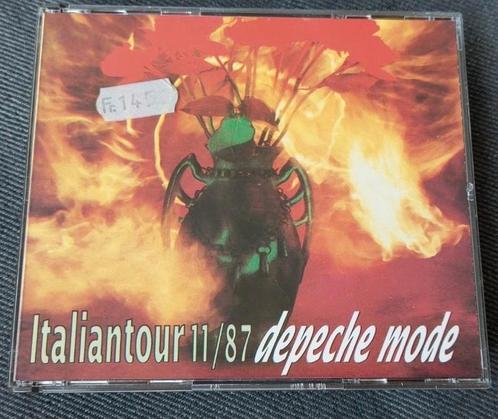 Fr. 145
Italiantour 11/87 depeche mode